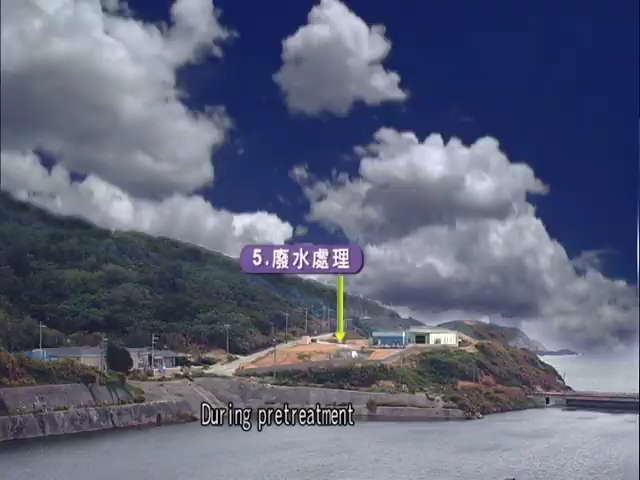 5.廢水處理
During pretreatment